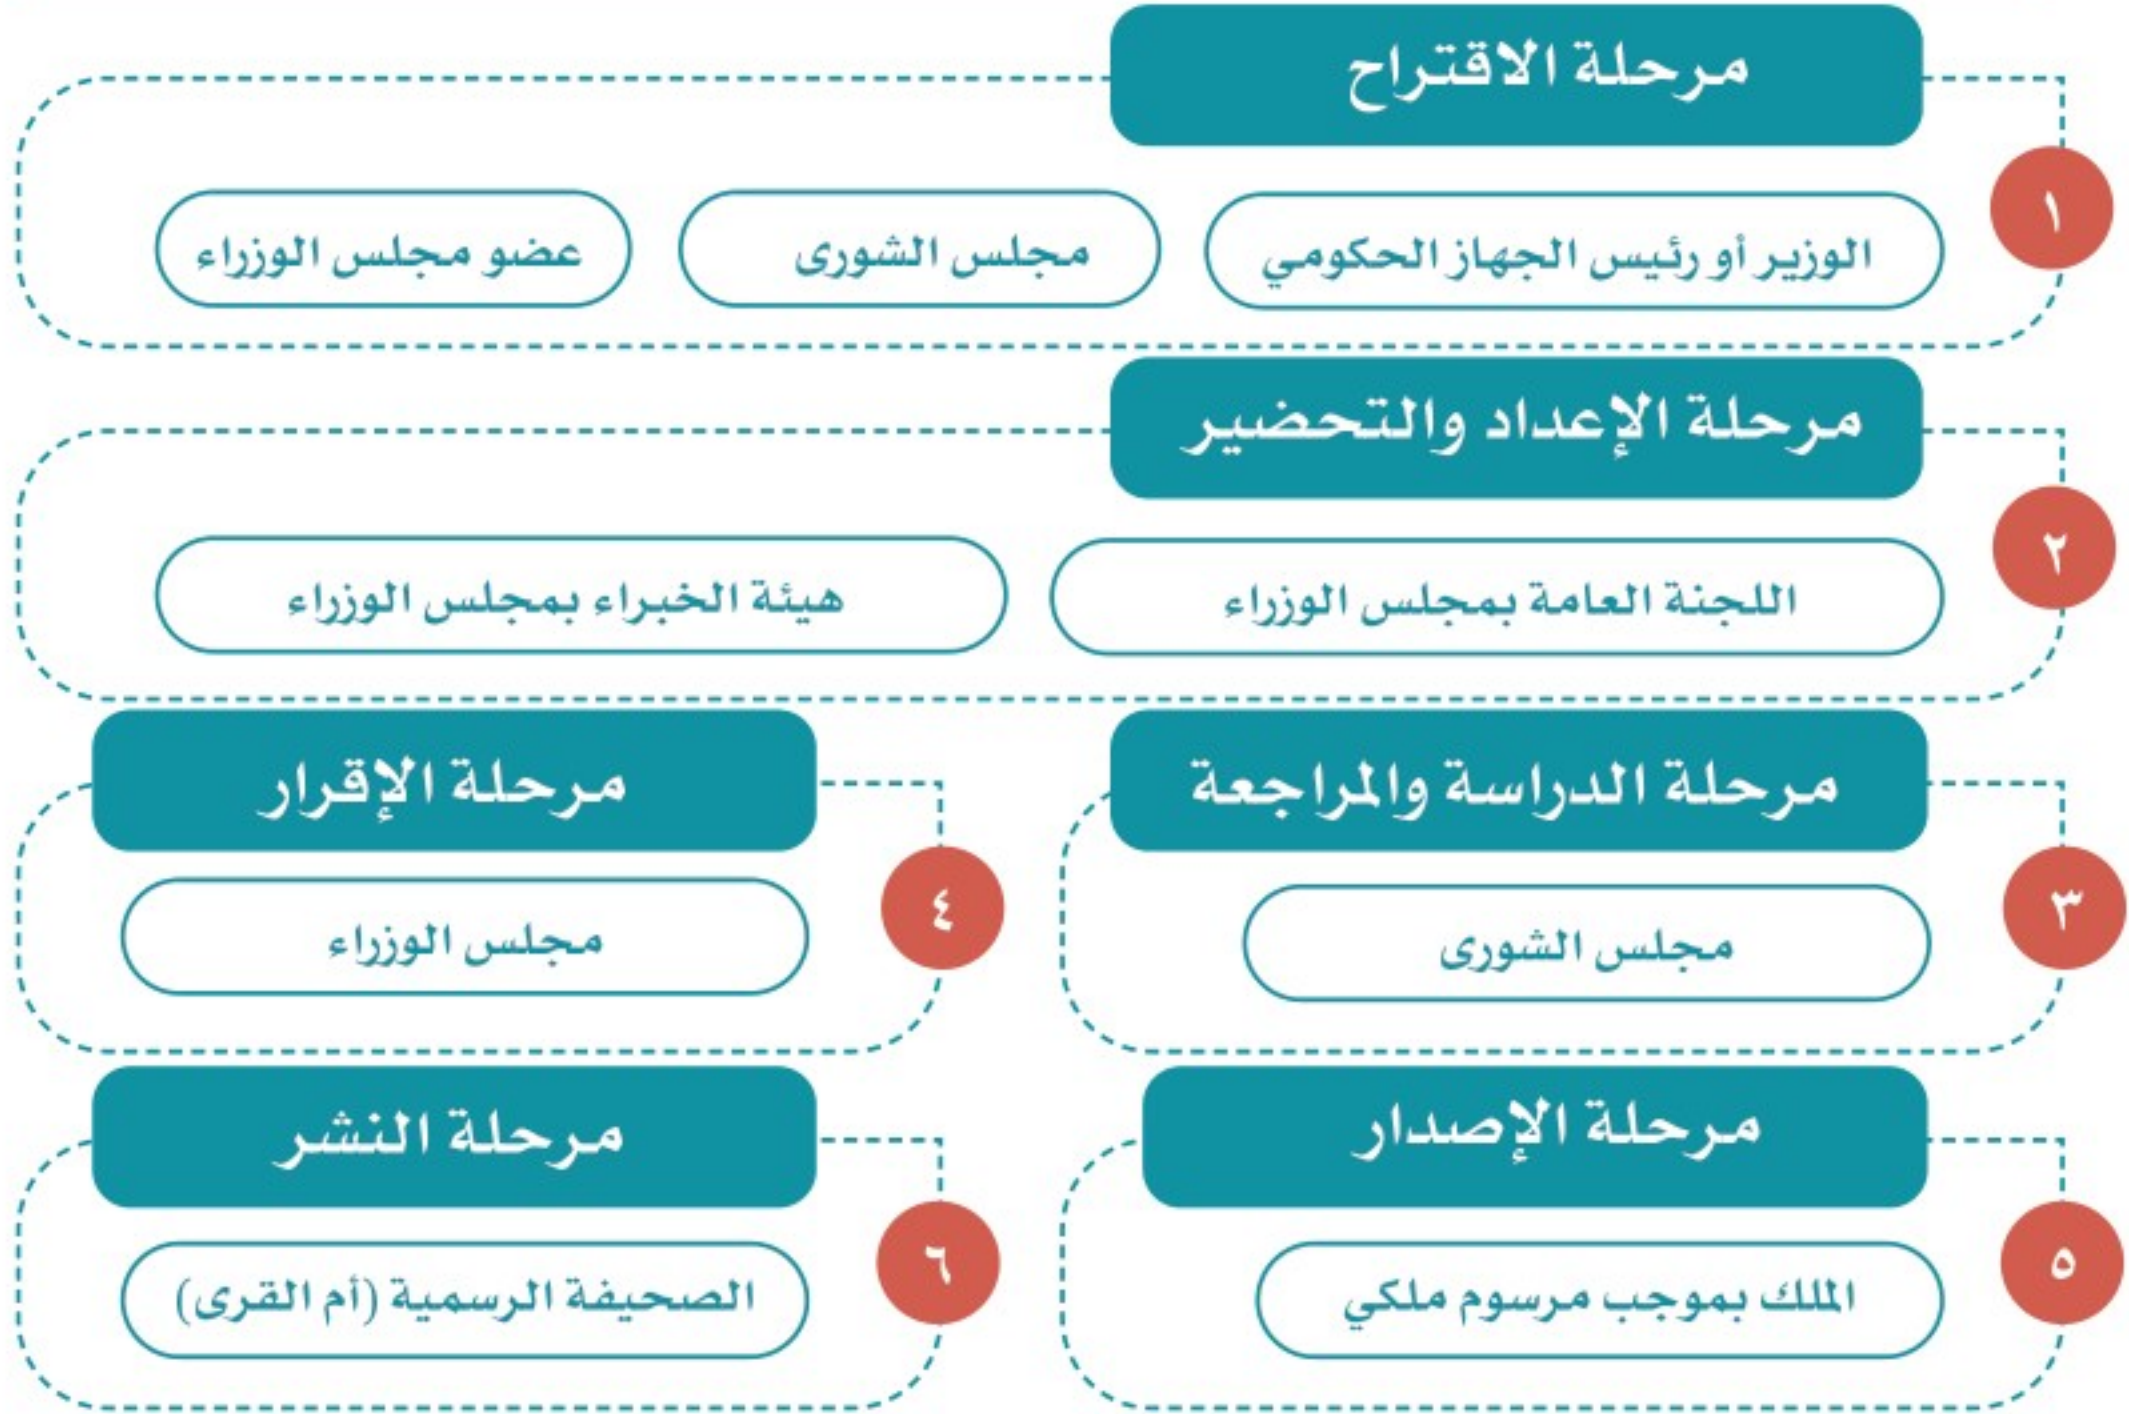 مرحلة الاقتراح
١
الوزير أو رئيس الجهاز الحكومي
مجلس الشورى
عضو مجلس الوزراء
مرحلة الإعداد والتحضير
٢
اللجنة العامة بمجلس الوزراء
هيئة الخبراء بمجلس الوزراء
مرحلة الدراسة والمراجعة
٣
مجلس الشورى
مرحلة الإقرار
٤
مجلس الوزراء
مرحلة الإصدار
٥
الملك بموجب مرسوم ملكي
مرحلة النشر
٦
الصحيفة الرسمية (أم القرى)